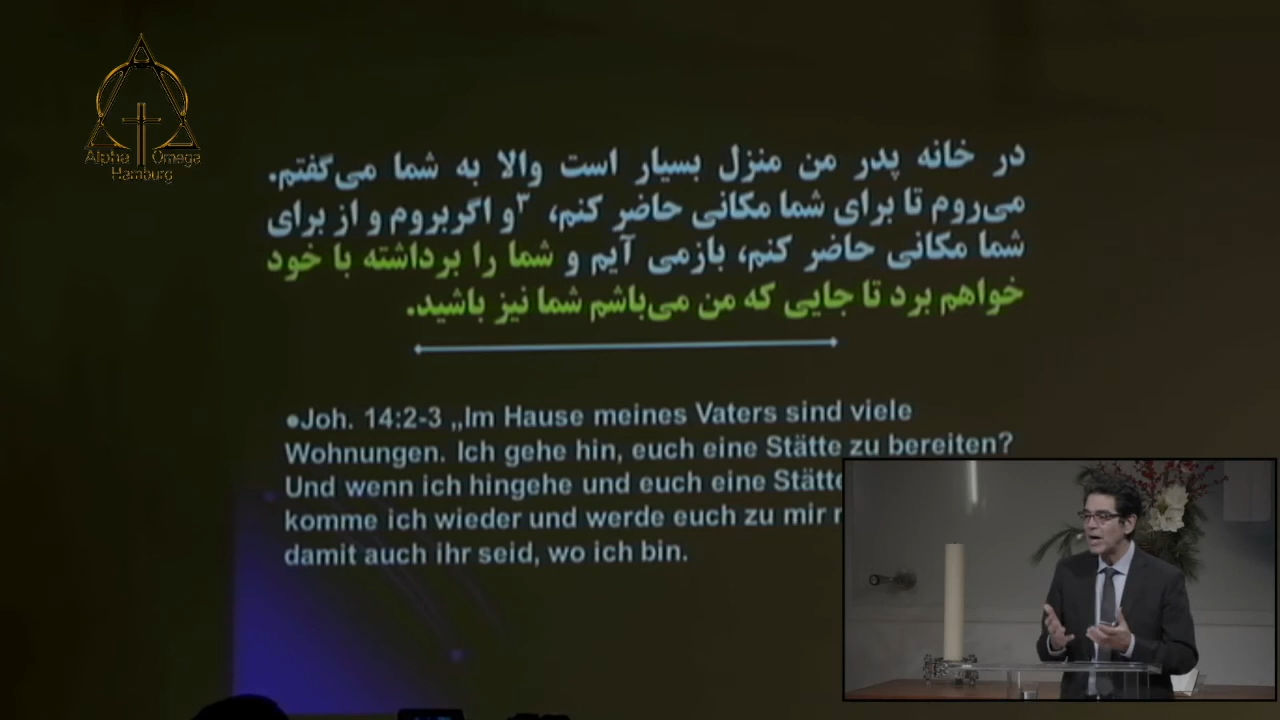 Alpha Omega
Hamburg
در خانه پدر من منزل بسیار است والا به شما می‌گفتم.
می‌روم تا برای شما مکانی حاضر کنم، ۳و اگربروم و از برای
شما مکانی حاضر کنم، بازمی آیم و شما را برداشته با خود
خواهم برد تا جایی که من می‌باشم شما نیز باشید.
●Joh. 14:2-3 „Im Hause meines Vaters sind viele
Wohnungen. Ich gehe hin, euch eine Stätte zu bereiten?
Und wenn ich hingehe und euch eine Stätte
komme ich wieder und werde euch zu mir
damit auch ihr seid, wo ich bin.